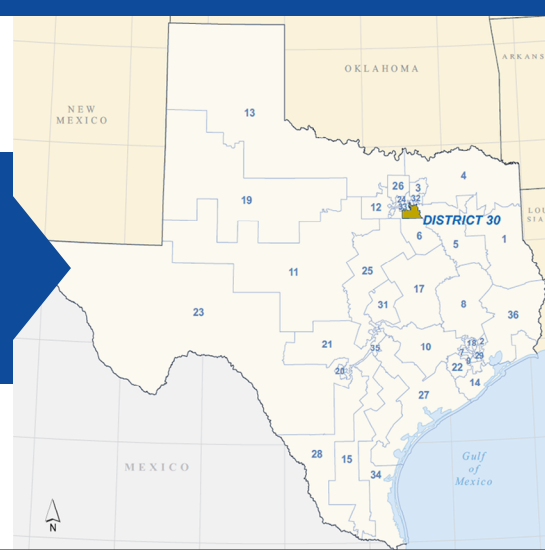 ARKANS
OKLAHOMA
NEW
MEXICO
13
4
26
3
24
32
33
19
12
DISTRICT 30
LOU
SIA
6
5
1
11
25
17
31
8
23
36
21
35
10
18
2
7
29
9
22
20
14
27
28
15
34
Gulf
of
Mexico
MEXICO
N